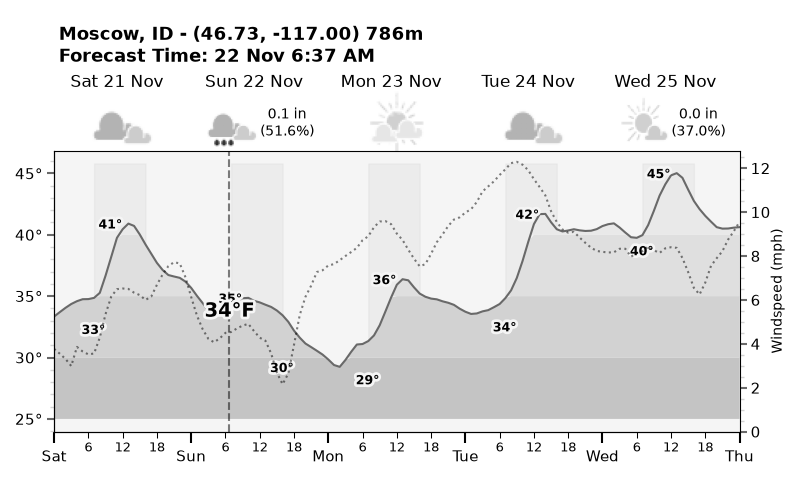 Moscow, ID - (46.73, -117.00) 786m
Forecast Time: 22 Nov 6:37 AM
Sat 21 Nov Sun 22 Nov Mon 23 Nov Tue 24 Nov Wed 25 Nov
0.1 in
(51.6%)
0.0 in
(37.0%)
45°
40°
35°
30°
25°
41°
33°
35°
34°F
30°
29°
36°
34°
42°
40°
45°
12
10
8
6
4
2
0
Windspeed (mph)
6 12 18 6 12 18 6 12 18 6 12 18 6 12 18
Sat Sun Mon Tue Wed Thu